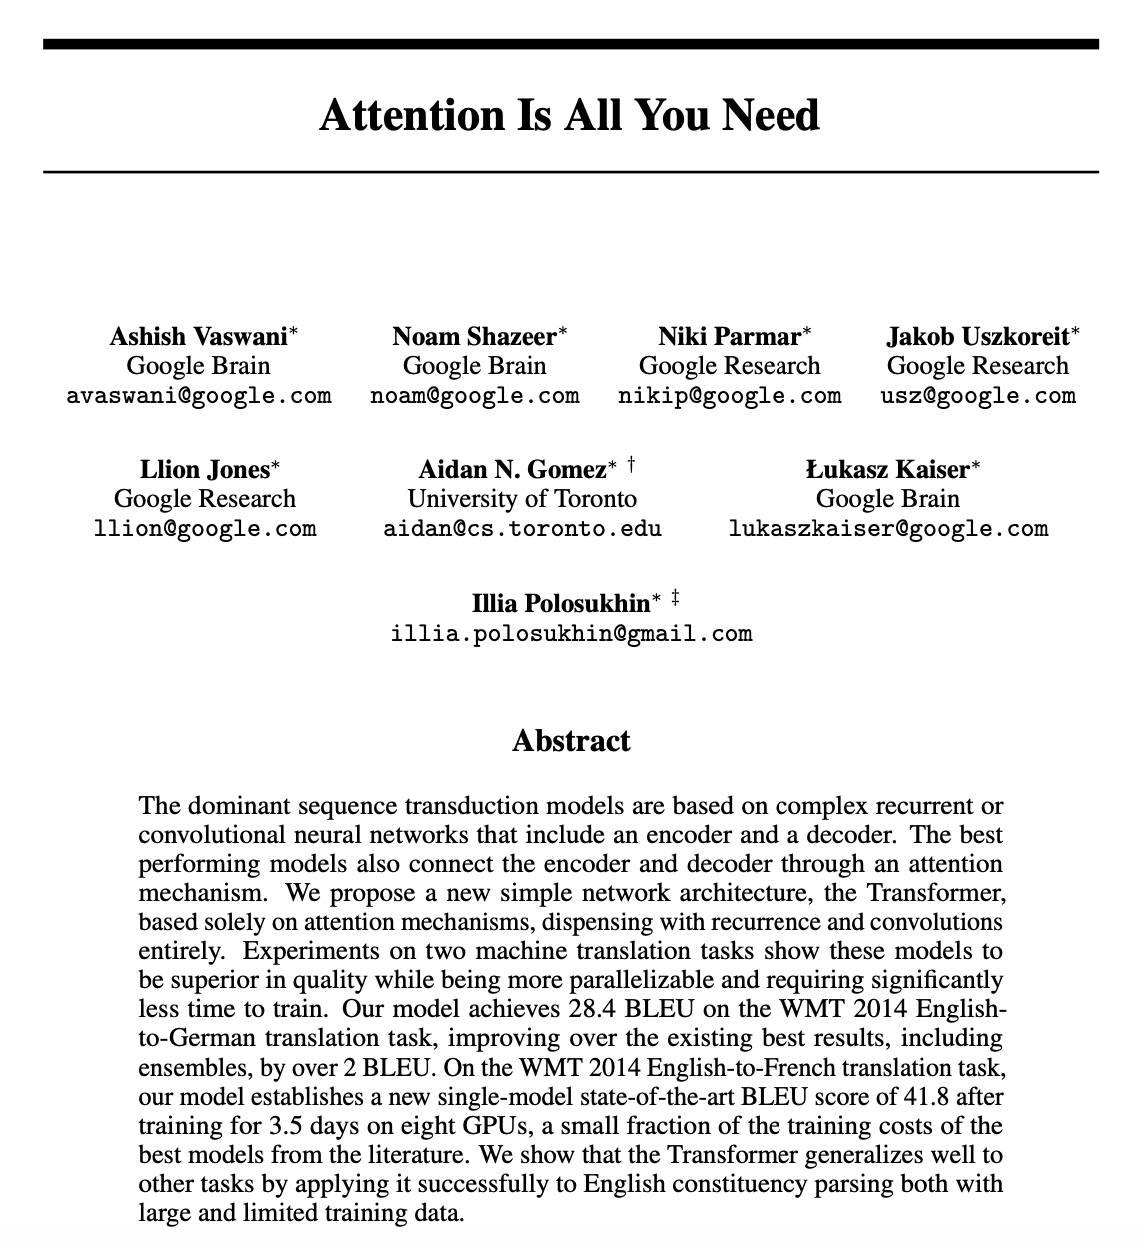 Attention Is All You Need
Ashish Vaswani* Noam Shazeer* Niki Parmar* Jakob Uszkoreit*
Google Brain Google Brain Google Research Google Research
avaswani@google.com noam@google.com nikip@google.com usz@google.com
Llion Jones* Aidan N. Gomez* † Łukasz Kaiser*
Google Research University of Toronto Google Brain
llion@google.com aidan@cs.toronto.edu lukaszkaiser@google.com
Illia Polosukhin* ‡
illia.polosukhin@gmail.com
Abstract
The dominant sequence transduction models are based on complex recurrent or
convolutional neural networks that include an encoder and a decoder. The best
performing models also connect the encoder and decoder through an attention
mechanism. We propose a new simple network architecture, the Transformer,
based solely on attention mechanisms, dispensing with recurrence and convolutions
entirely. Experiments on two machine translation tasks show these models to
be superior in quality while being more parallelizable and requiring significantly
less time to train. Our model achieves 28.4 BLEU on the WMT 2014 English-
to-German translation task, improving over the existing best results, including
ensembles, by over 2 BLEU. On the WMT 2014 English-to-French translation task,
our model establishes a new single-model state-of-the-art BLEU score of 41.8 after
training for 3.5 days on eight GPUs, a small fraction of the training costs of the
best models from the literature. We show that the Transformer generalizes well to
other tasks by applying it successfully to English constituency parsing both with
large and limited training data.